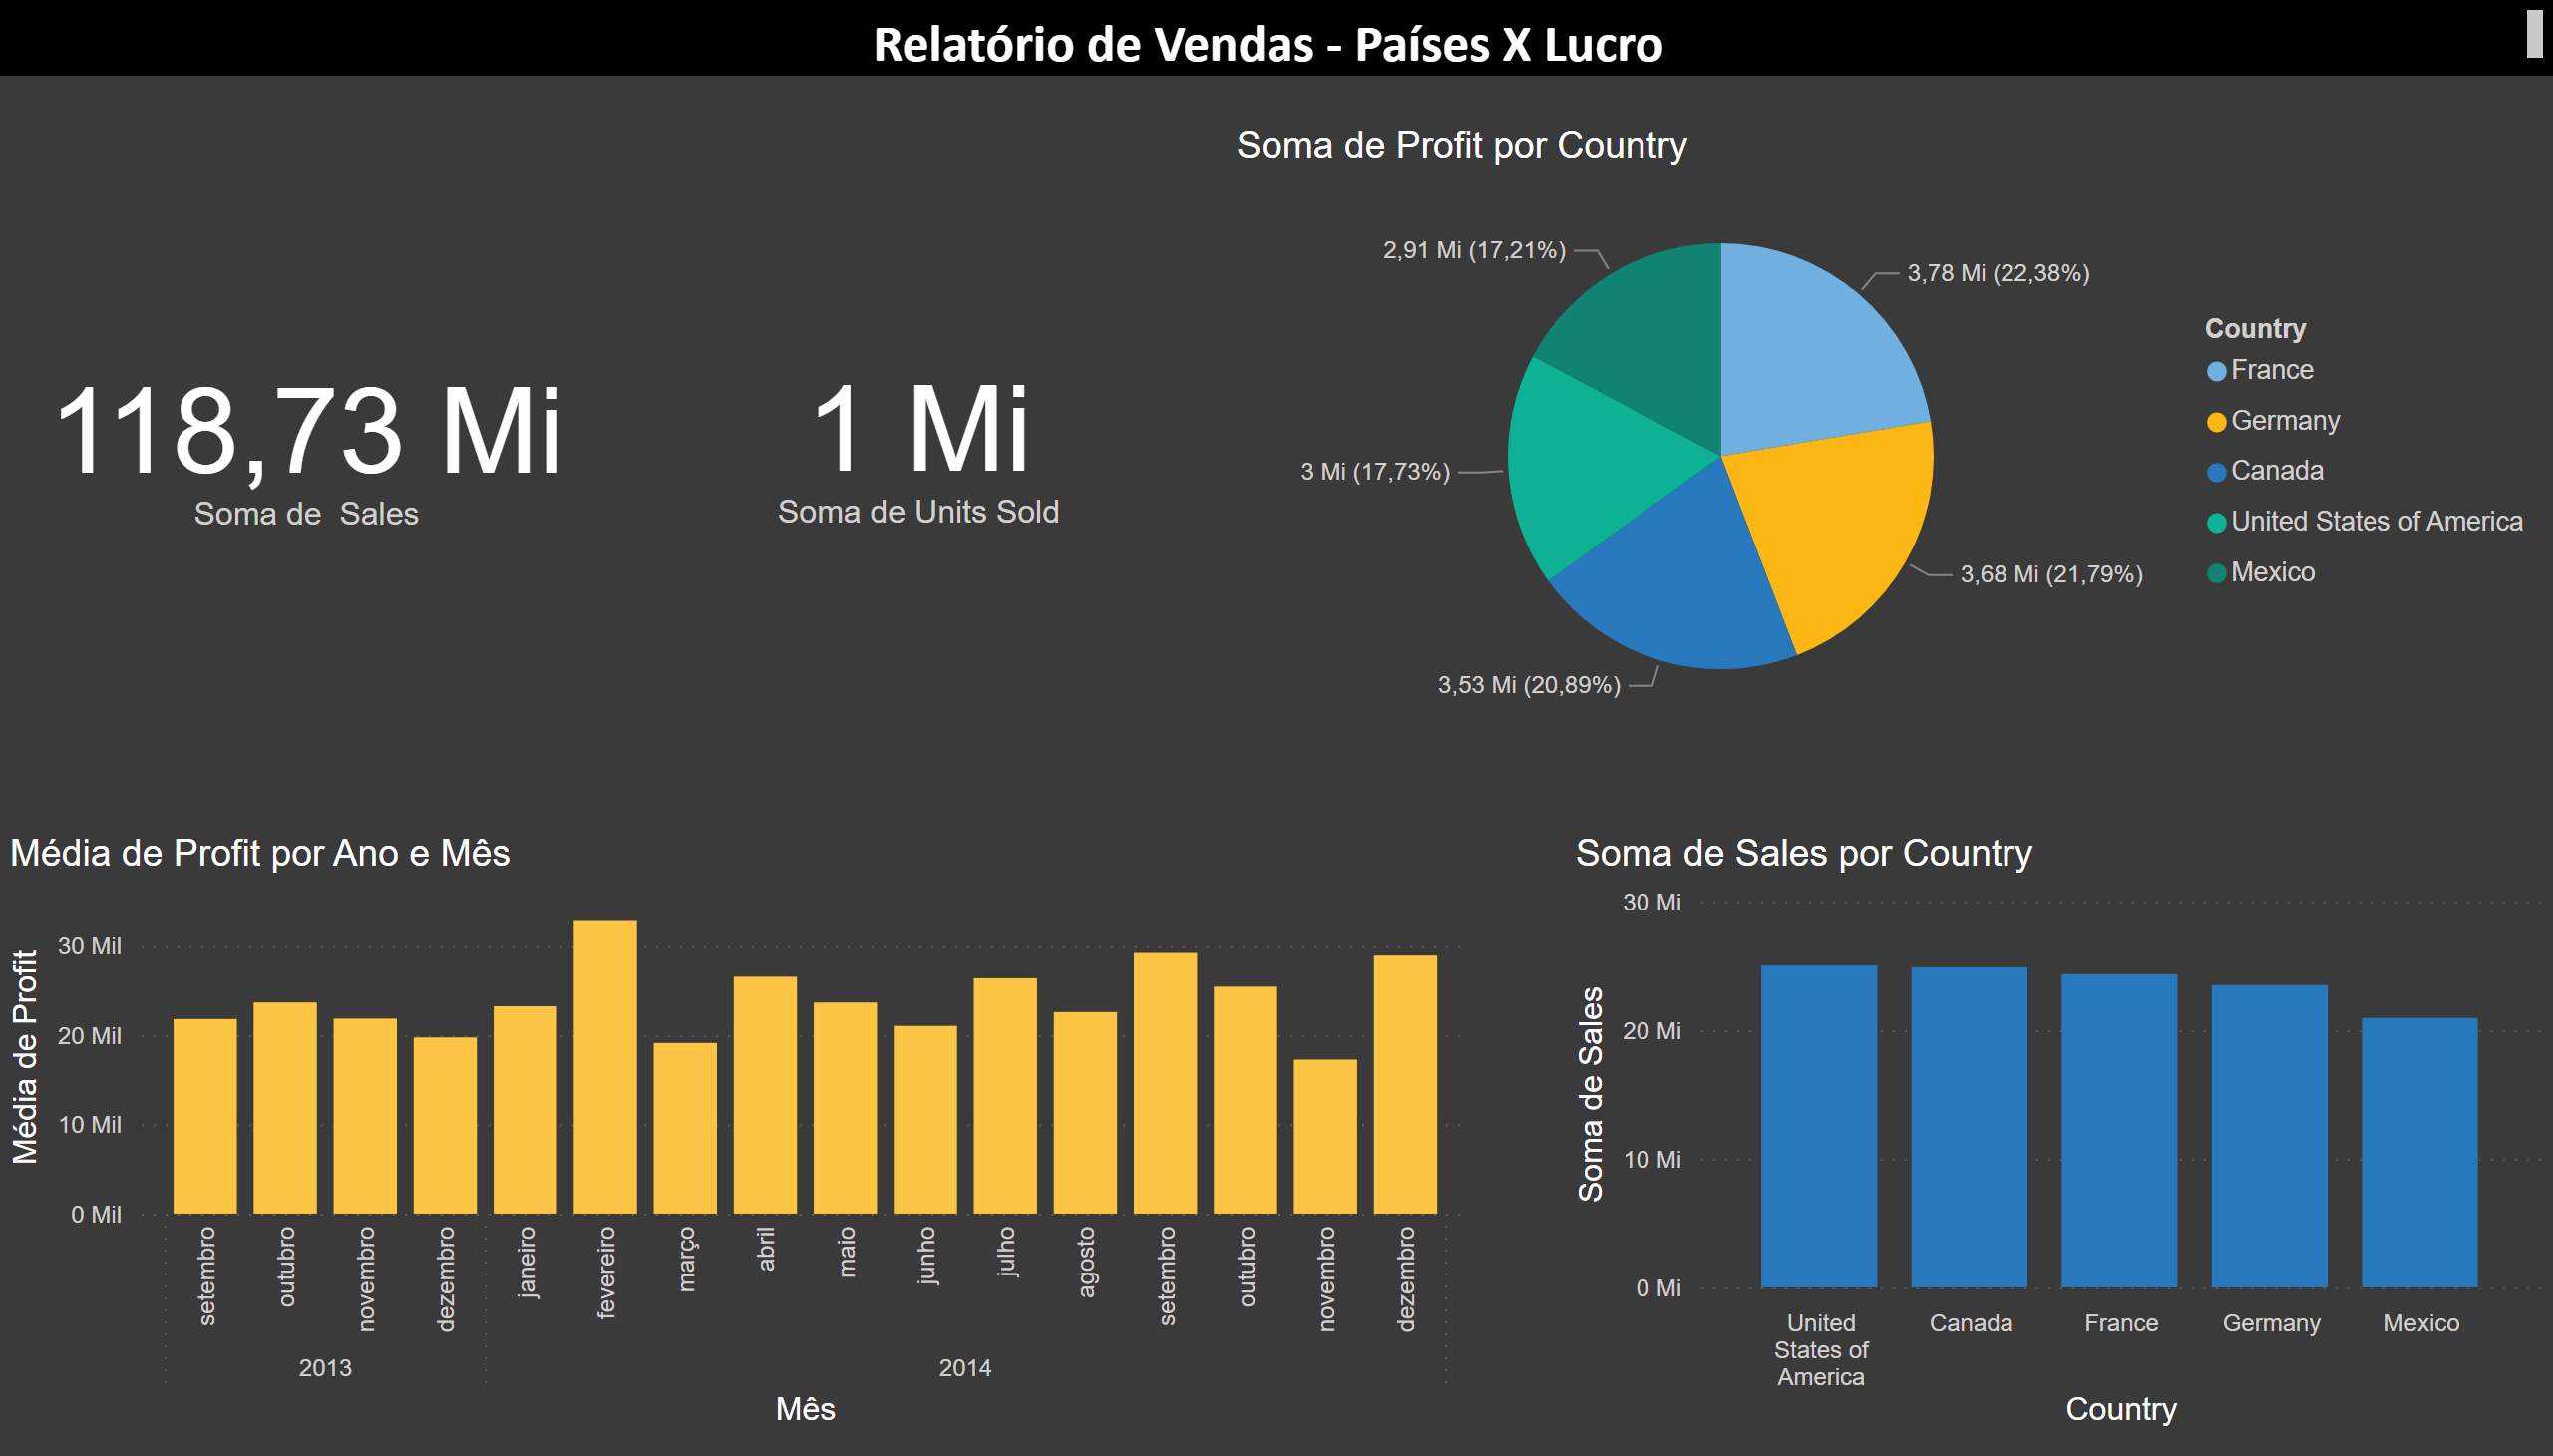 Relatório de Vendas - Países X Lucro
118,73 Mi
Soma de  Sales
1 Mi
Soma de Units Sold
Soma de Profit por Country
2,91 Mi (17,21%)
3,78 Mi (22,38%)
3 Mi (17,73%)
3,68 Mi (21,79%)
3,53 Mi (20,89%)
Country
France
Germany
Canada
United States of America
Mexico
Média de Profit por Ano e Mês
Média de Profit
30 Mil
20 Mil
10 Mil
0 Mil
setembro
outubro
novembro
dezembro
janeiro
fevereiro
março
abril
maio
junho
julho
agosto
setembro
outubro
novembro
dezembro
2013
2014
Mês
Soma de Sales por Country
Soma de Sales
30 Mi
20 Mi
10 Mi
0 Mi
United
States of
America
Canada
France
Germany
Mexico
Country